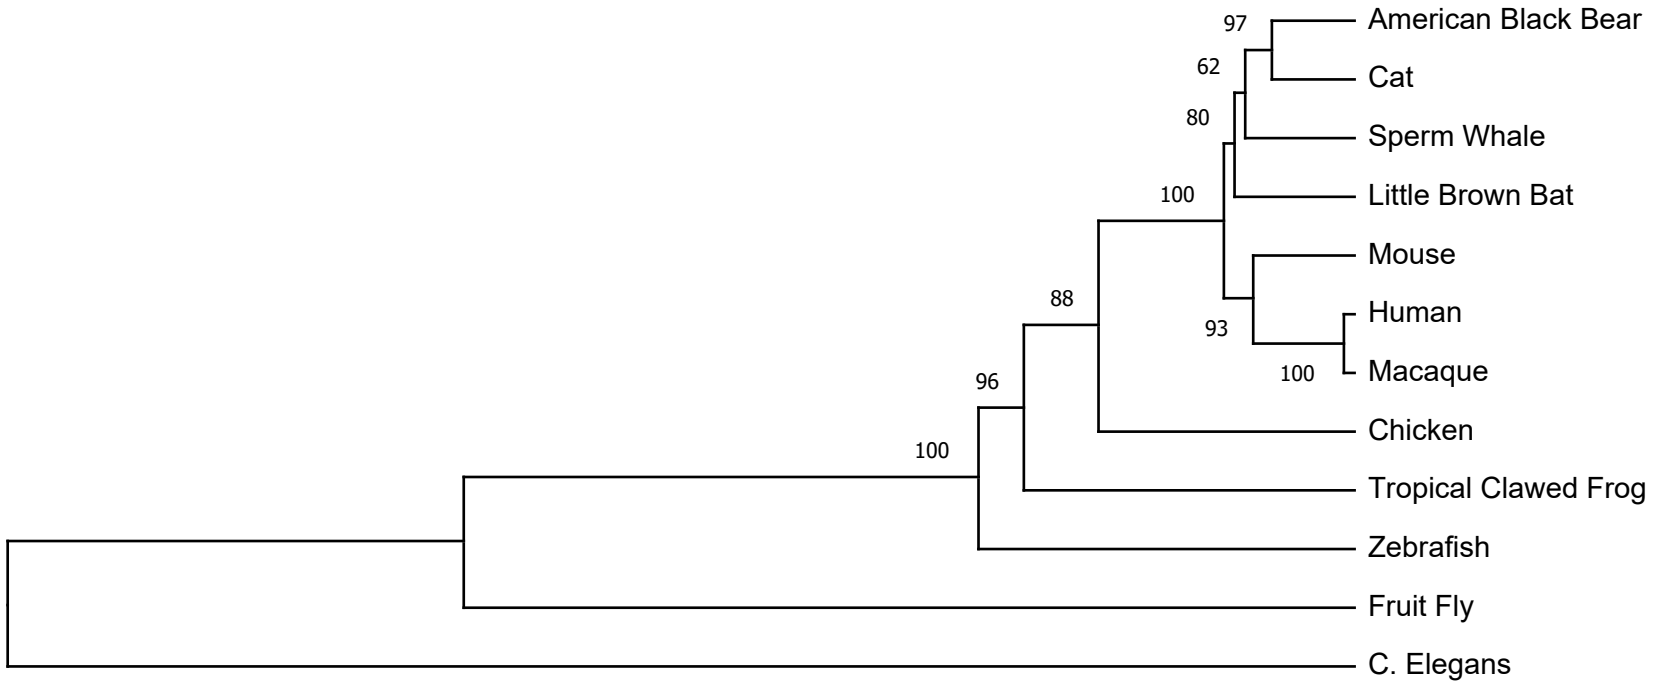 97
American Black Bear
62
Cat
80
Sperm Whale
100
Little Brown Bat
Mouse
88
Human
93
100
Macaque
96
Chicken
100
Tropical Clawed Frog
Zebrafish
Fruit Fly
C. Elegans